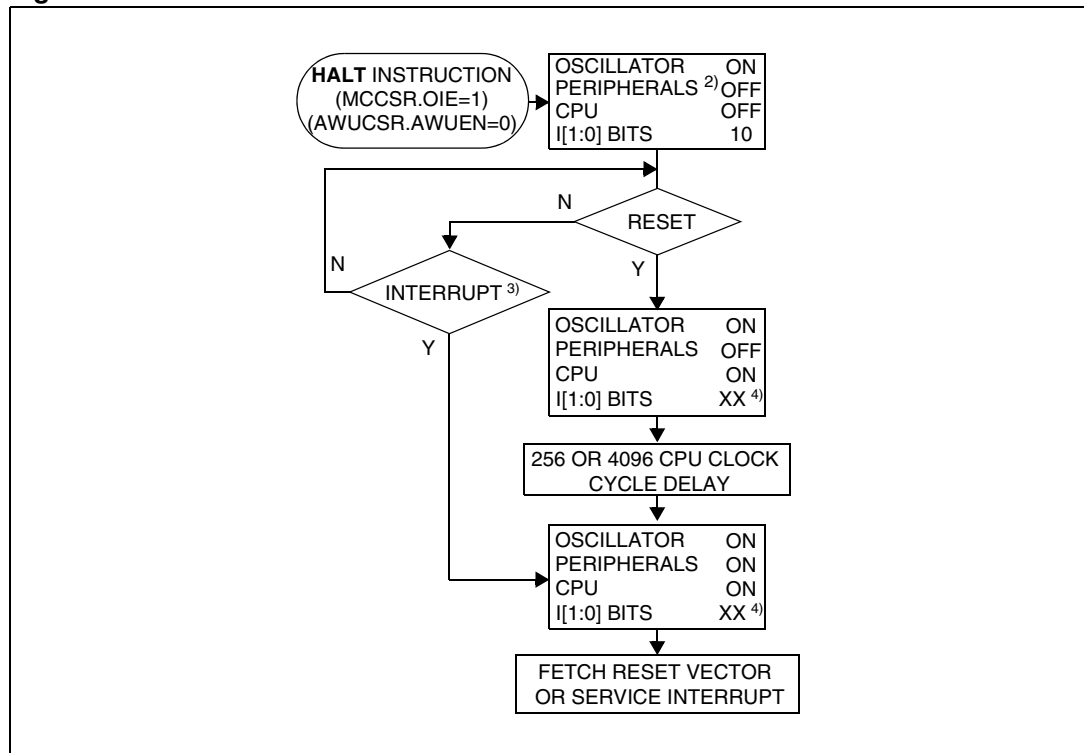 HALT INSTRUCTION
(MCCSR.OIE=1)
(AWUCSR.AWUEN=0)
OSCILLATOR ON
PERIPHERALS 2) OFF
CPU OFF
I[1:0] BITS 10
N
RESET
N
Y
INTERRUPT 3)
Y
OSCILLATOR ON
PERIPHERALS OFF
CPU ON
I[1:0] BITS XX 4)
256 OR 4096 CPU CLOCK
CYCLE DELAY
OSCILLATOR ON
PERIPHERALS ON
CPU ON
I[1:0] BITS XX 4)
FETCH RESET VECTOR
OR SERVICE INTERRUPT